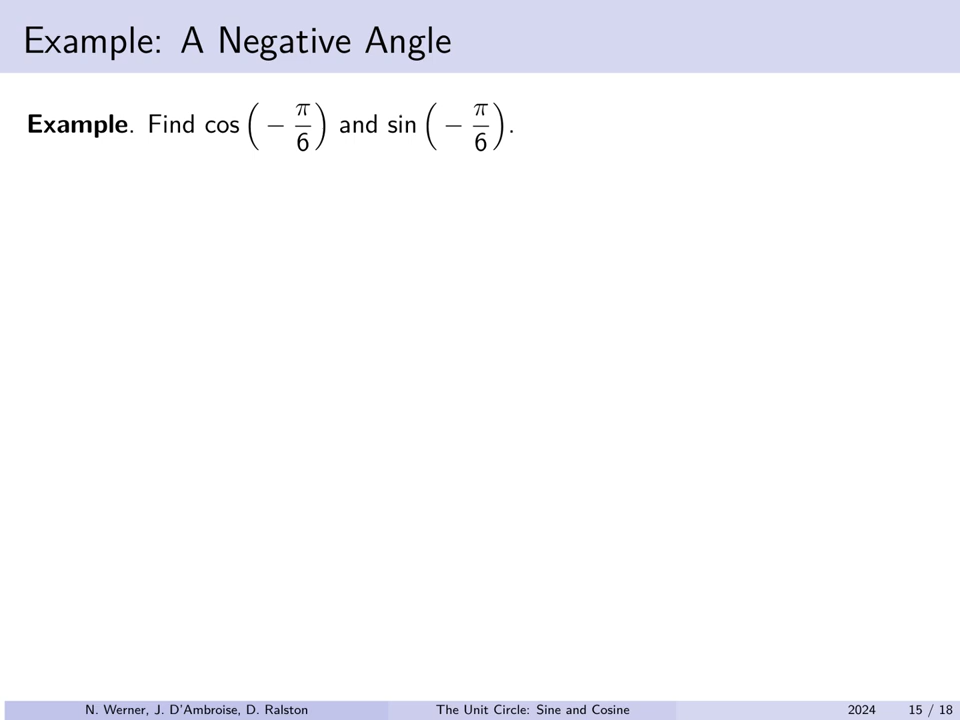 Example: A Negative Angle
Example. Find cos(−π/6) and sin(−π/6).
N. Werner, J. D'Ambroise, D. Ralston
The Unit Circle: Sine and Cosine
2024
15 / 18